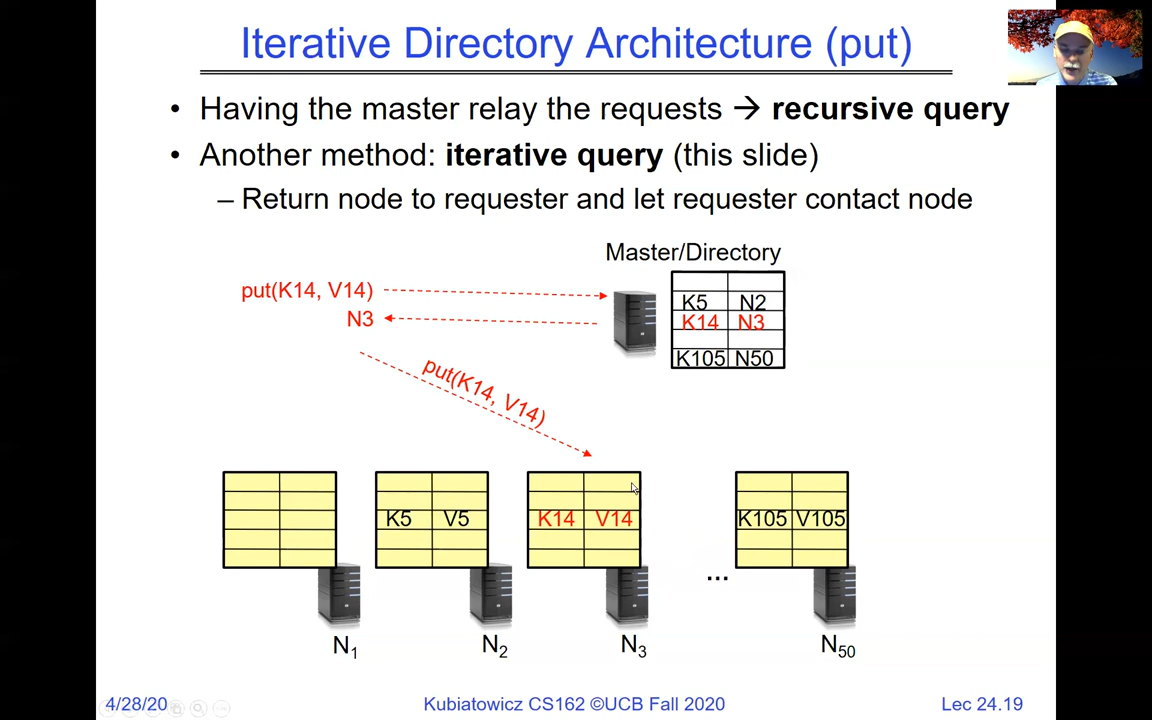 Iterative Directory Architecture (put)
• Having the master relay the requests → recursive query
• Another method: iterative query (this slide)
– Return node to requester and let requester contact node
Master/Directory
put(K14, V14)
N3
K5 N2
K14 N3
K105 N50
put(K14, V14)
K5 V5
K14 V14
K105 V105
...
N1
N2
N3
N50
4/28/20
Kubiatowicz CS162 ©UCB Fall 2020
Lec 24.19